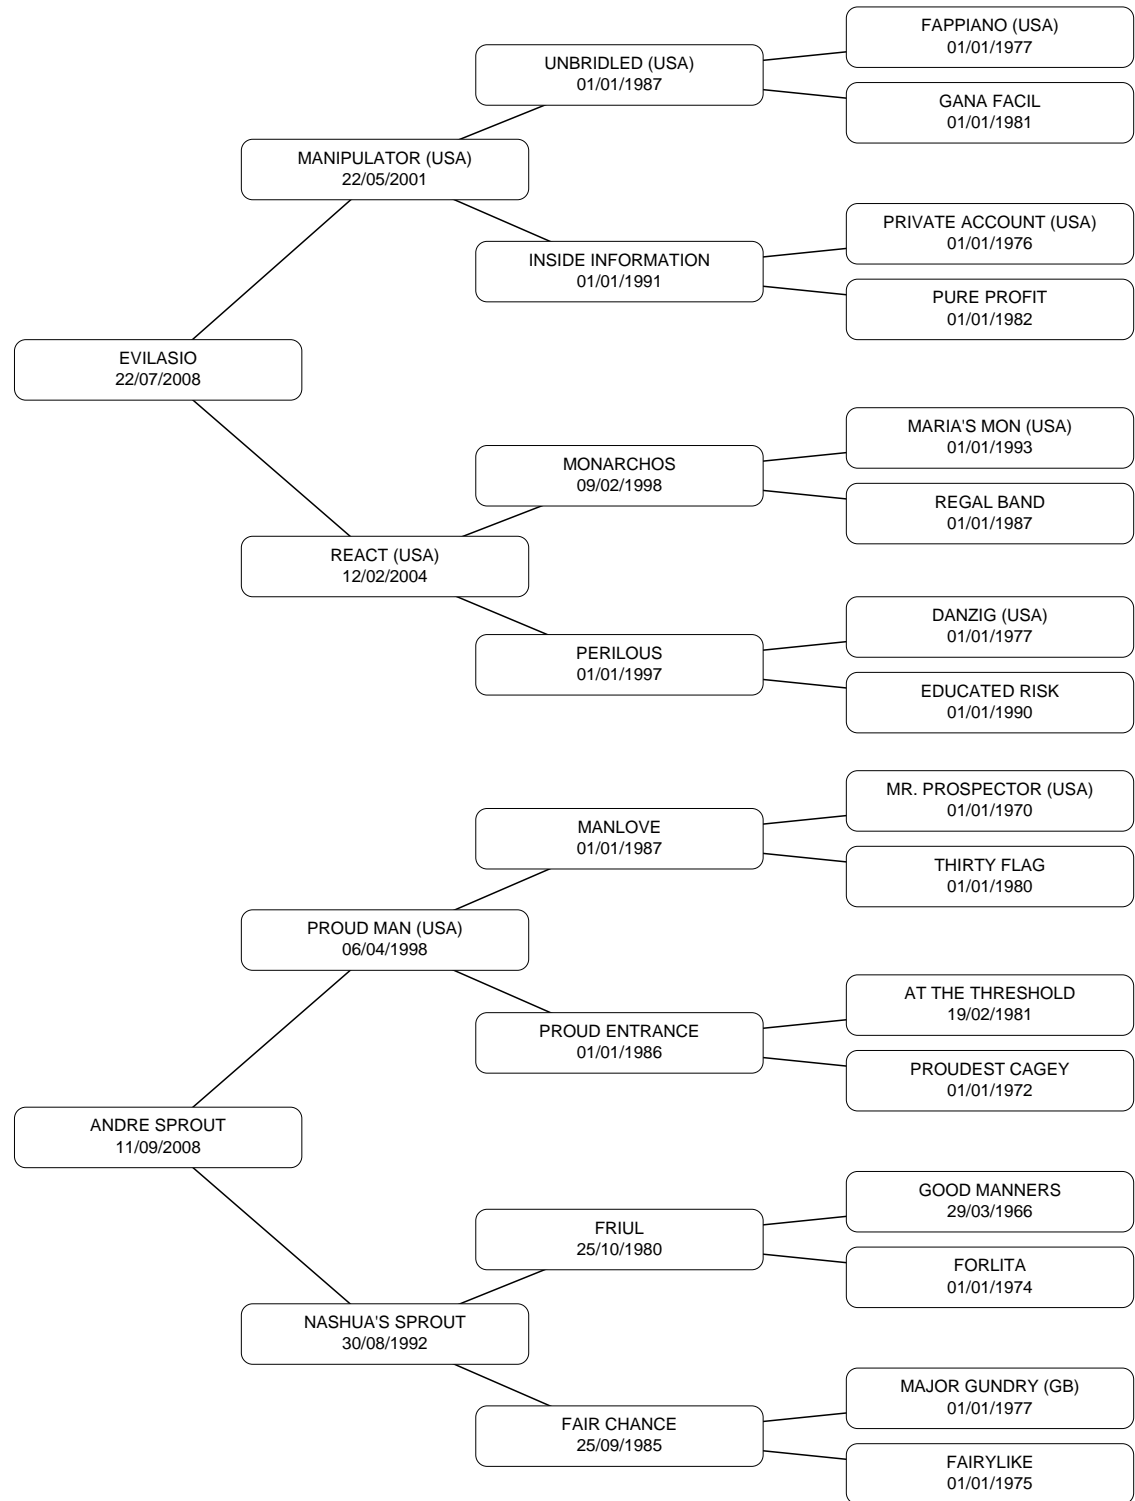 FAPPIANO (USA)
01/01/1977
UNBRIDLED (USA)
01/01/1987
GANA FACIL
01/01/1981
MANIPULATOR (USA)
22/05/2001
PRIVATE ACCOUNT (USA)
01/01/1976
INSIDE INFORMATION
01/01/1991
PURE PROFIT
01/01/1982
EVILASIO
22/07/2008
MARIA'S MON (USA)
01/01/1993
MONARCHOS
09/02/1998
REGAL BAND
01/01/1987
REACT (USA)
12/02/2004
DANZIG (USA)
01/01/1977
PERILOUS
01/01/1997
EDUCATED RISK
01/01/1990
MR. PROSPECTOR (USA)
01/01/1970
MANLOVE
01/01/1987
THIRTY FLAG
01/01/1980
PROUD MAN (USA)
06/04/1998
AT THE THRESHOLD
19/02/1981
PROUD ENTRANCE
01/01/1986
PROUDEST CAGEY
01/01/1972
ANDRE SPROUT
11/09/2008
GOOD MANNERS
29/03/1966
FRIUL
25/10/1980
FORLITA
01/01/1974
NASHUA'S SPROUT
30/08/1992
MAJOR GUNDRY (GB)
01/01/1977
FAIR CHANCE
25/09/1985
FAIRYLIKE
01/01/1975